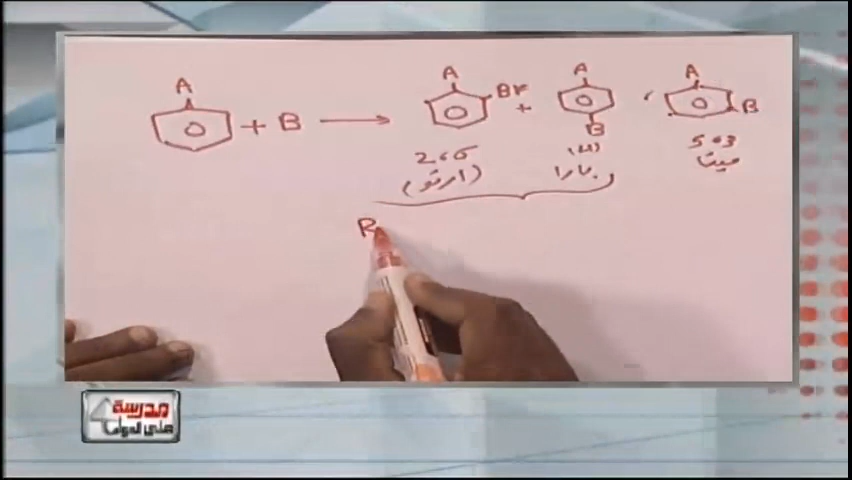 A A A A
+ B → Br + B , B
2,6 (4) 5,3
(ارثو) بارا ميتا
R
مدرسة
على الهواء